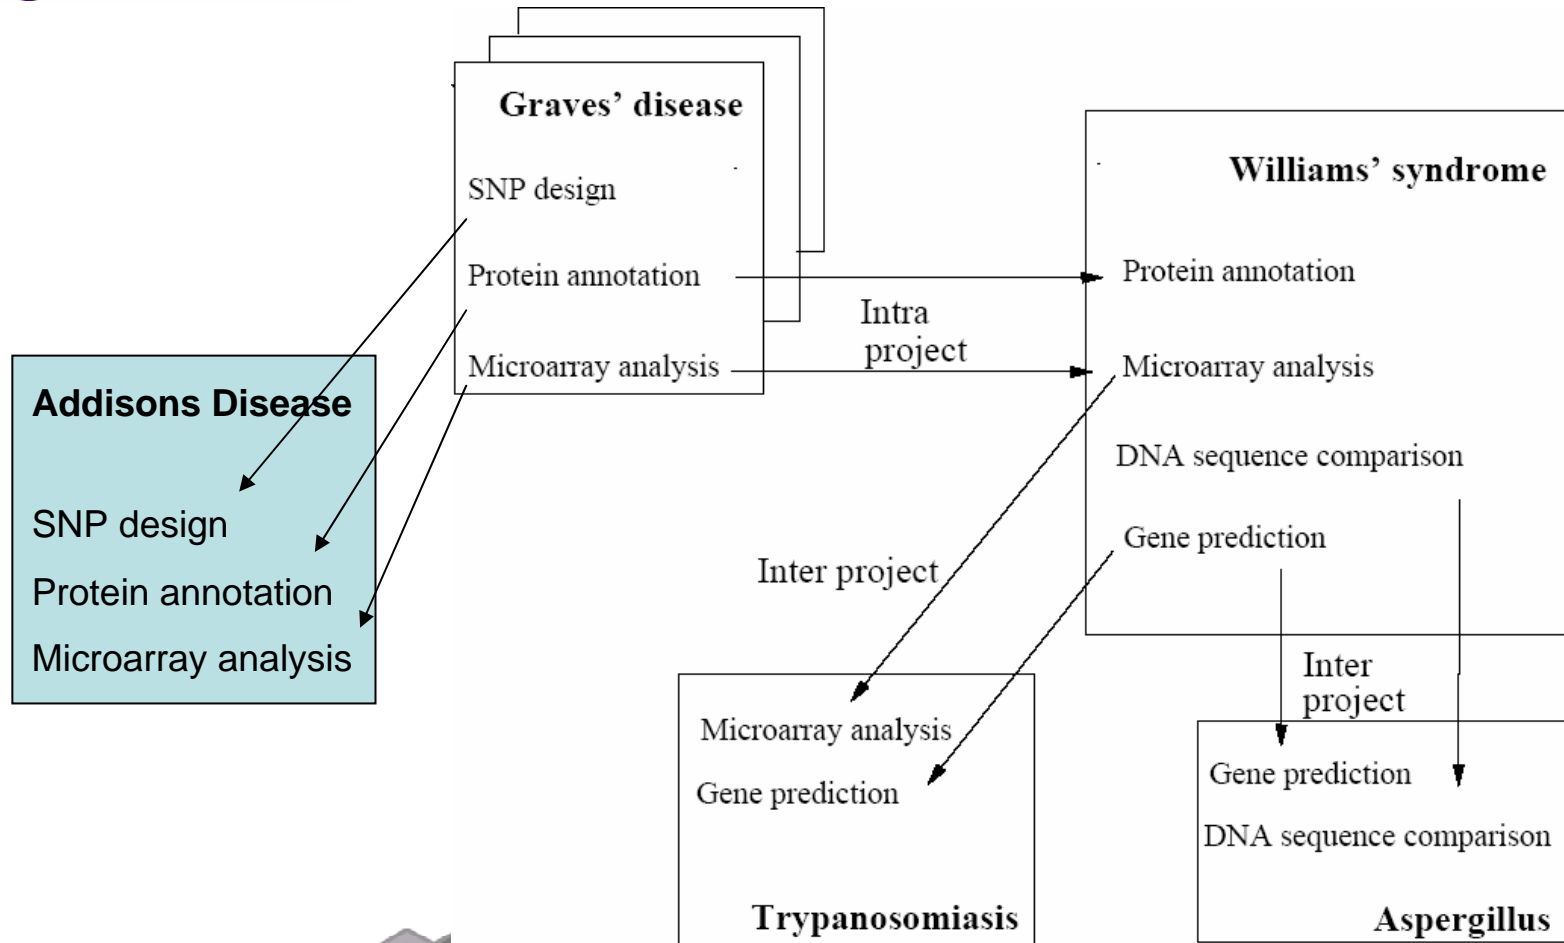 Graves’ disease
SNP design
Protein annotation
Microarray analysis
Intra
project
Williams’ syndrome
Protein annotation
Microarray analysis
DNA sequence comparison
Gene prediction
Addisons Disease
SNP design
Protein annotation
Microarray analysis
Inter project
Inter
project
Microarray analysis
Gene prediction
Trypanosomiasis
Gene prediction
DNA sequence comparison
Aspergillus